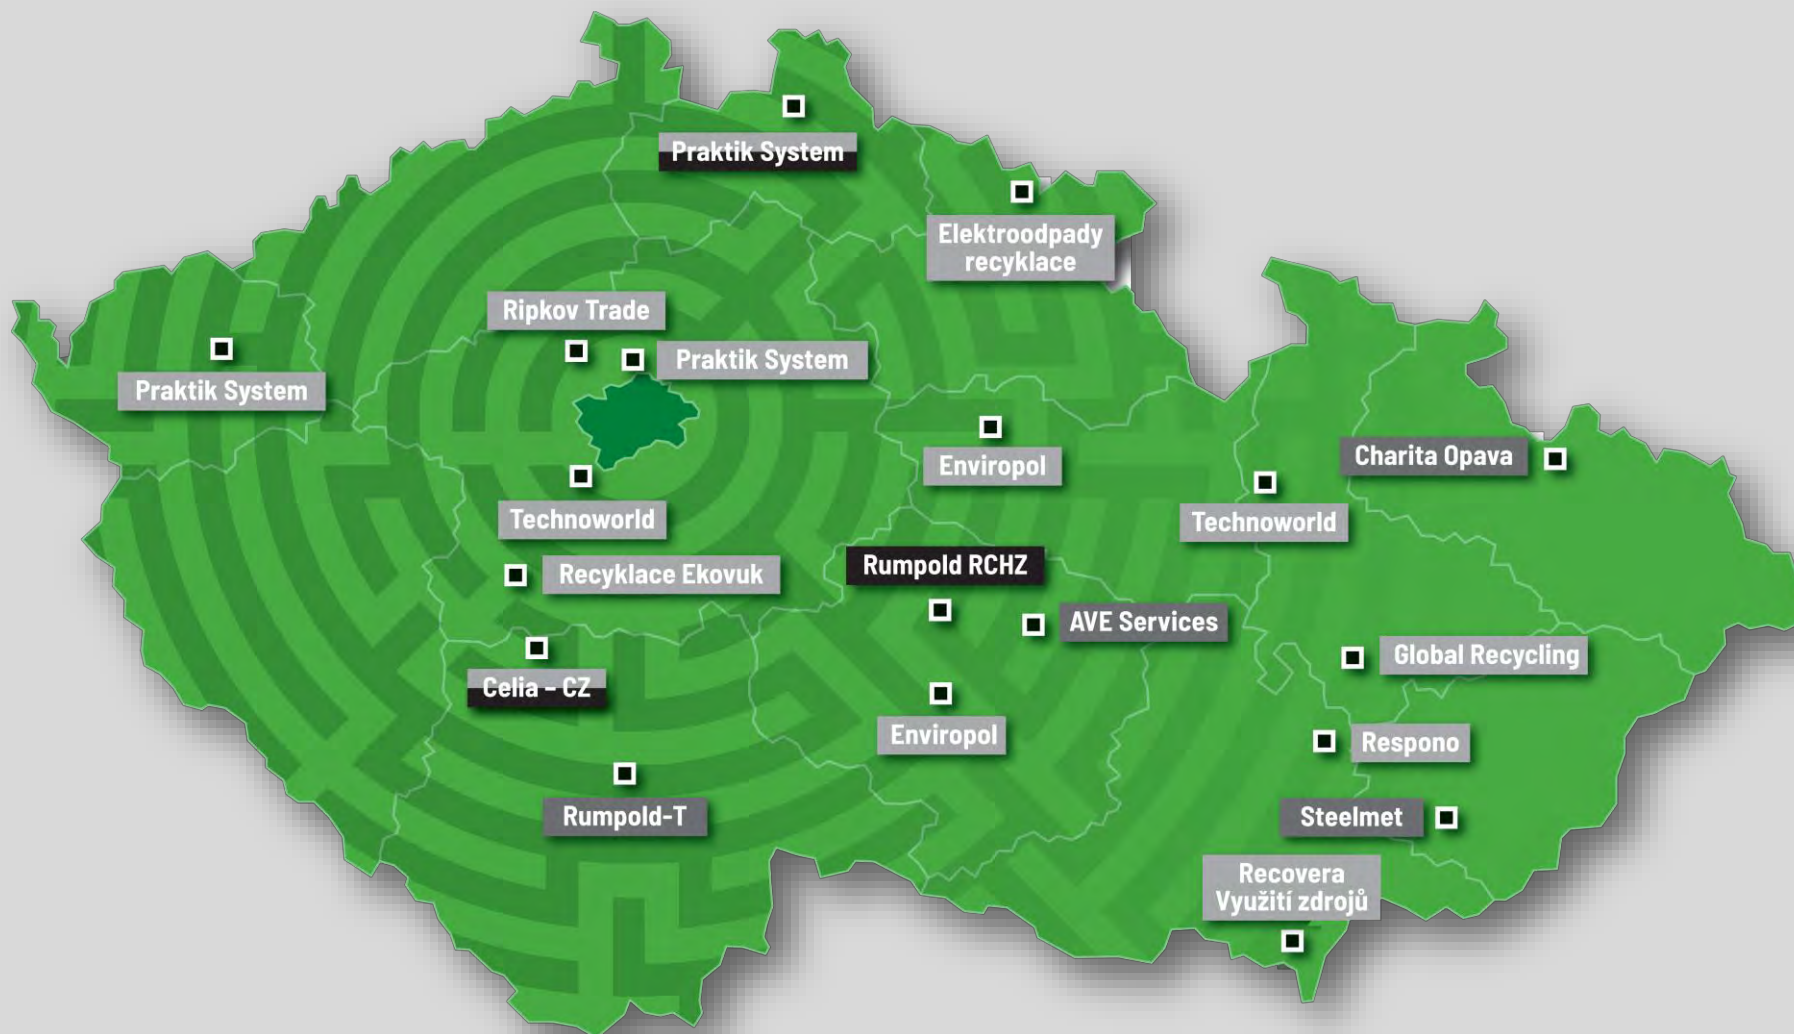 Praktik System
Elektroodpady
recyklace
Ripkov Trade
Praktik System
Praktik System
Enviropol
Charita Opava
Technoworld
Technoworld
Rumpold RCHZ
Recyklace Ekovuk
AVE Services
Global Recycling
Celia – CZ
Enviropol
Respono
Rumpold-T
Steelmet
Recovera
Využití zdrojů